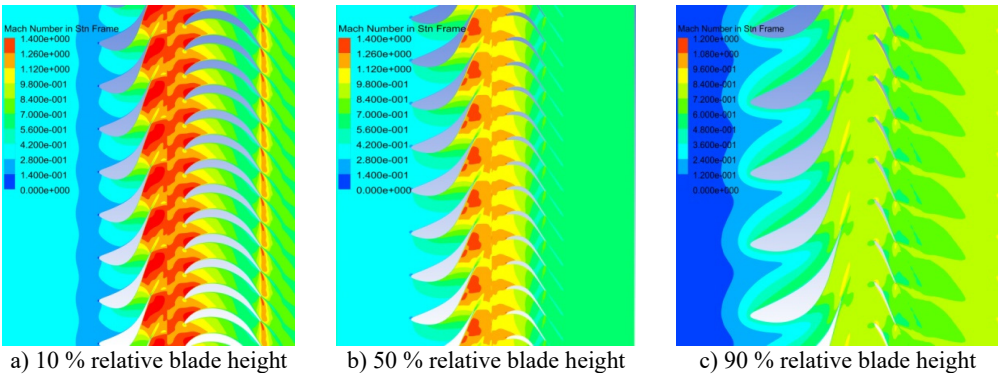 Mach Number in Stn Frame
1.400e+000
1.260e+000
1.120e+000
9.800e-001
8.400e-001
7.000e-001
5.600e-001
4.200e-001
2.800e-001
1.400e-001
0.000e+000
Mach Number in Stn Frame
1.400e+000
1.260e+000
1.120e+000
9.800e-001
8.400e-001
7.000e-001
5.600e-001
4.200e-001
2.800e-001
1.400e-001
0.000e+000
Mach Number in Stn Frame
1.200e+000
1.080e+000
9.600e-001
8.400e-001
7.200e-001
6.000e-001
4.800e-001
3.600e-001
2.400e-001
1.200e-001
0.000e+000
a) 10 % relative blade height
b) 50 % relative blade height
c) 90 % relative blade height